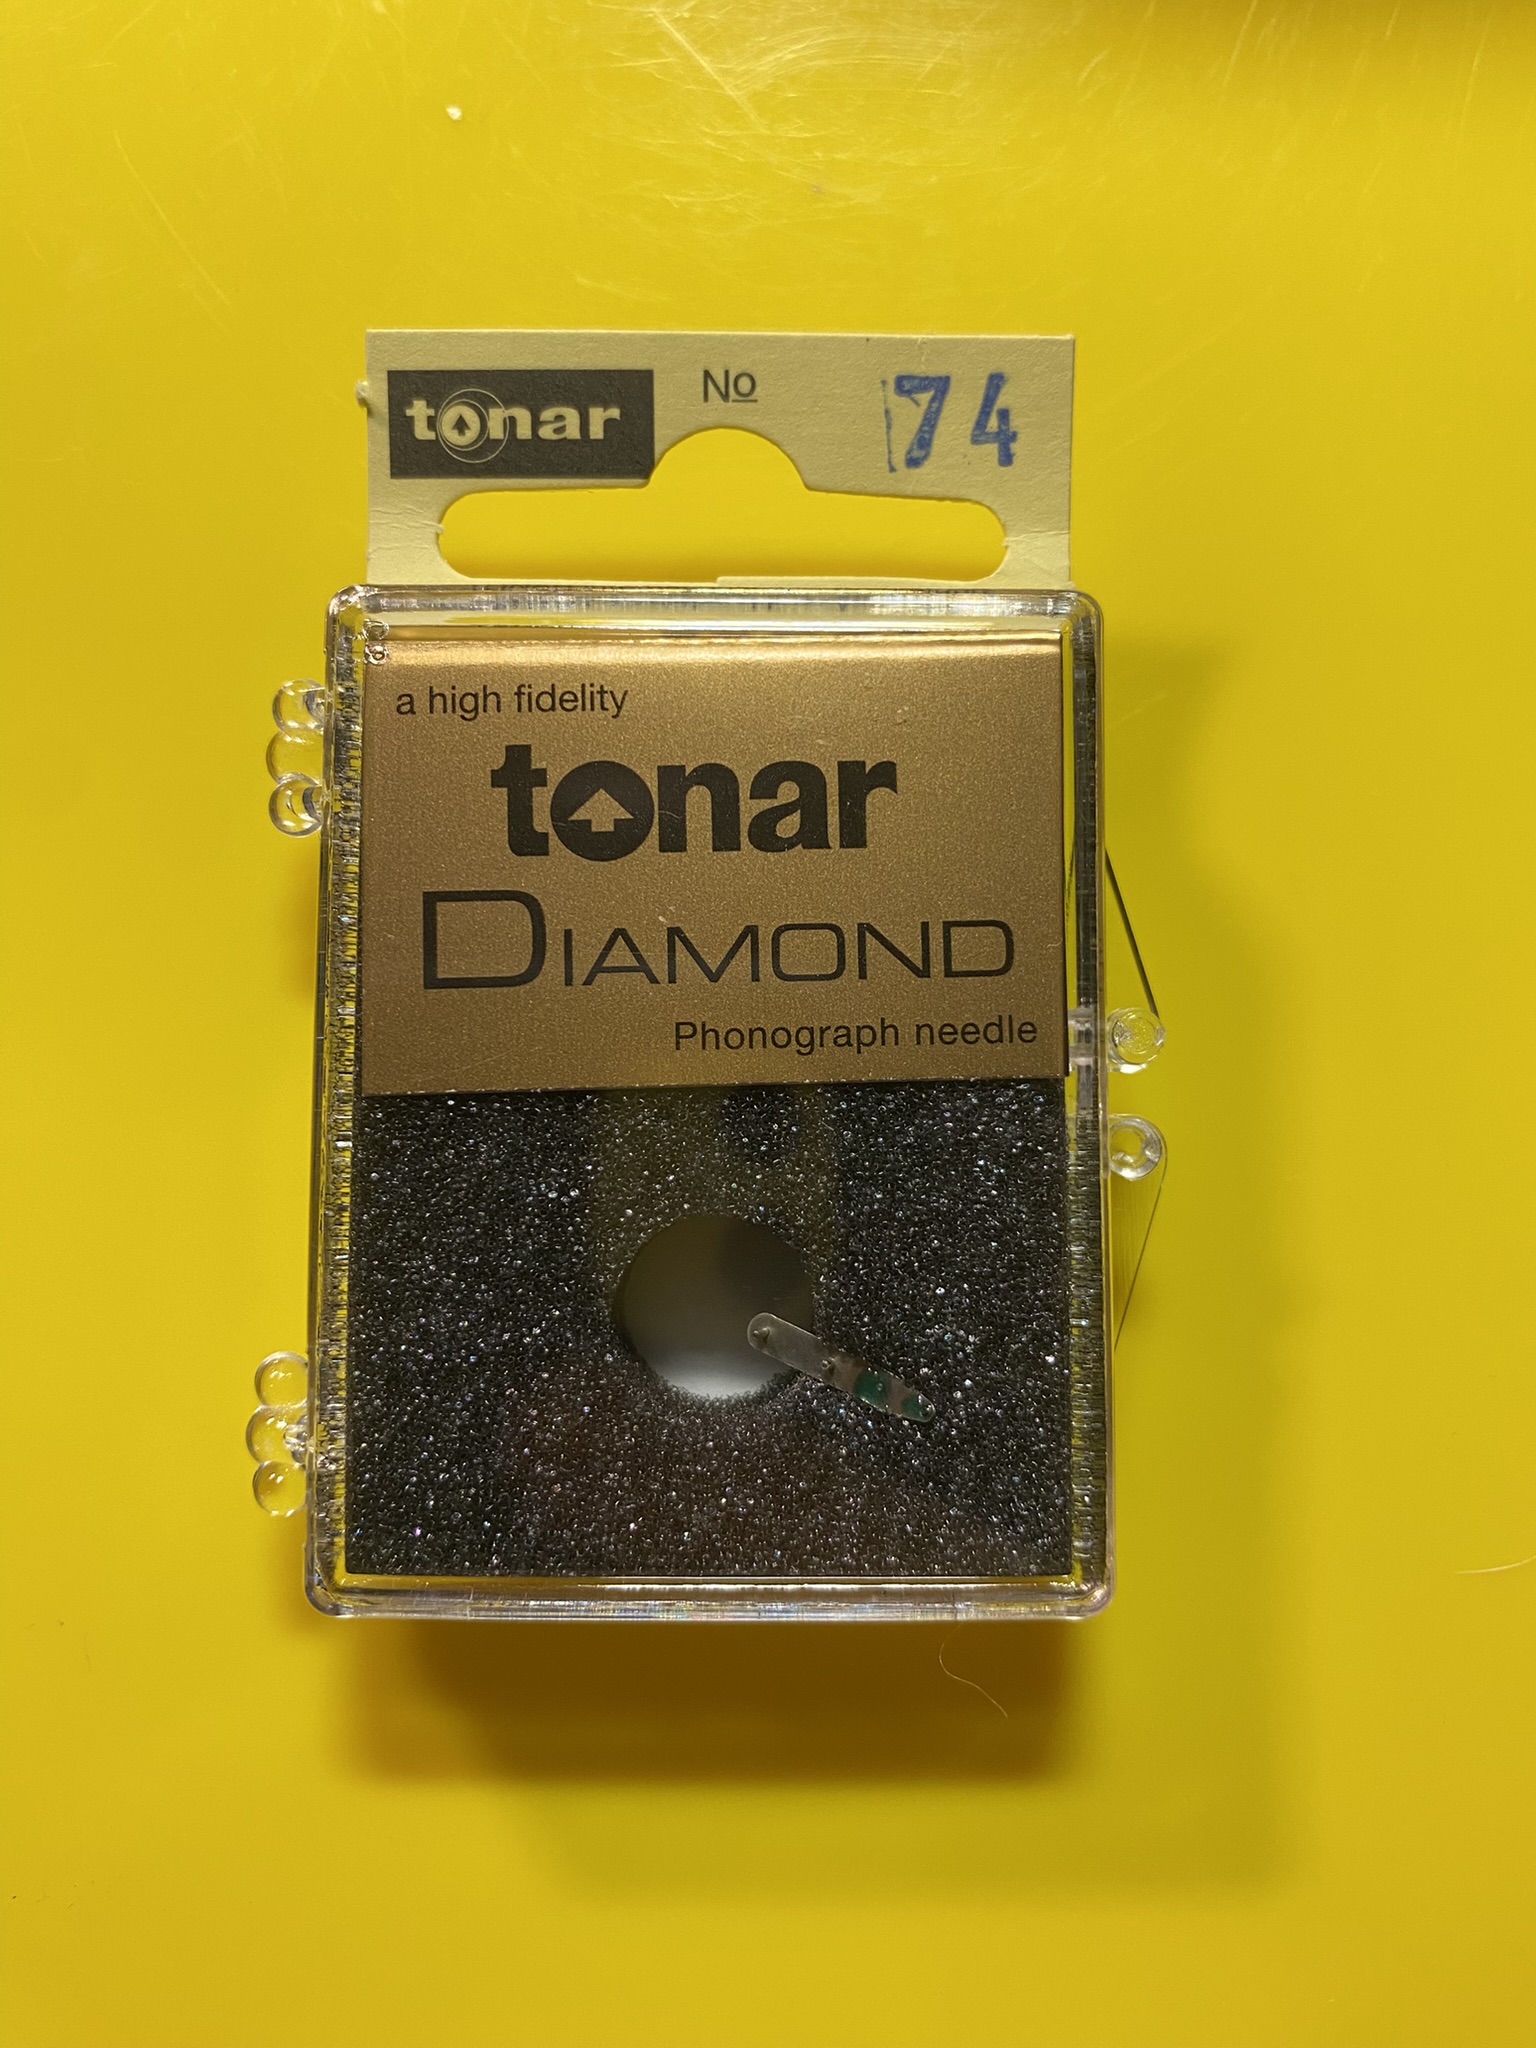 tonar No 74
a high fidelity
tonar
DIAMOND
Phonograph needle